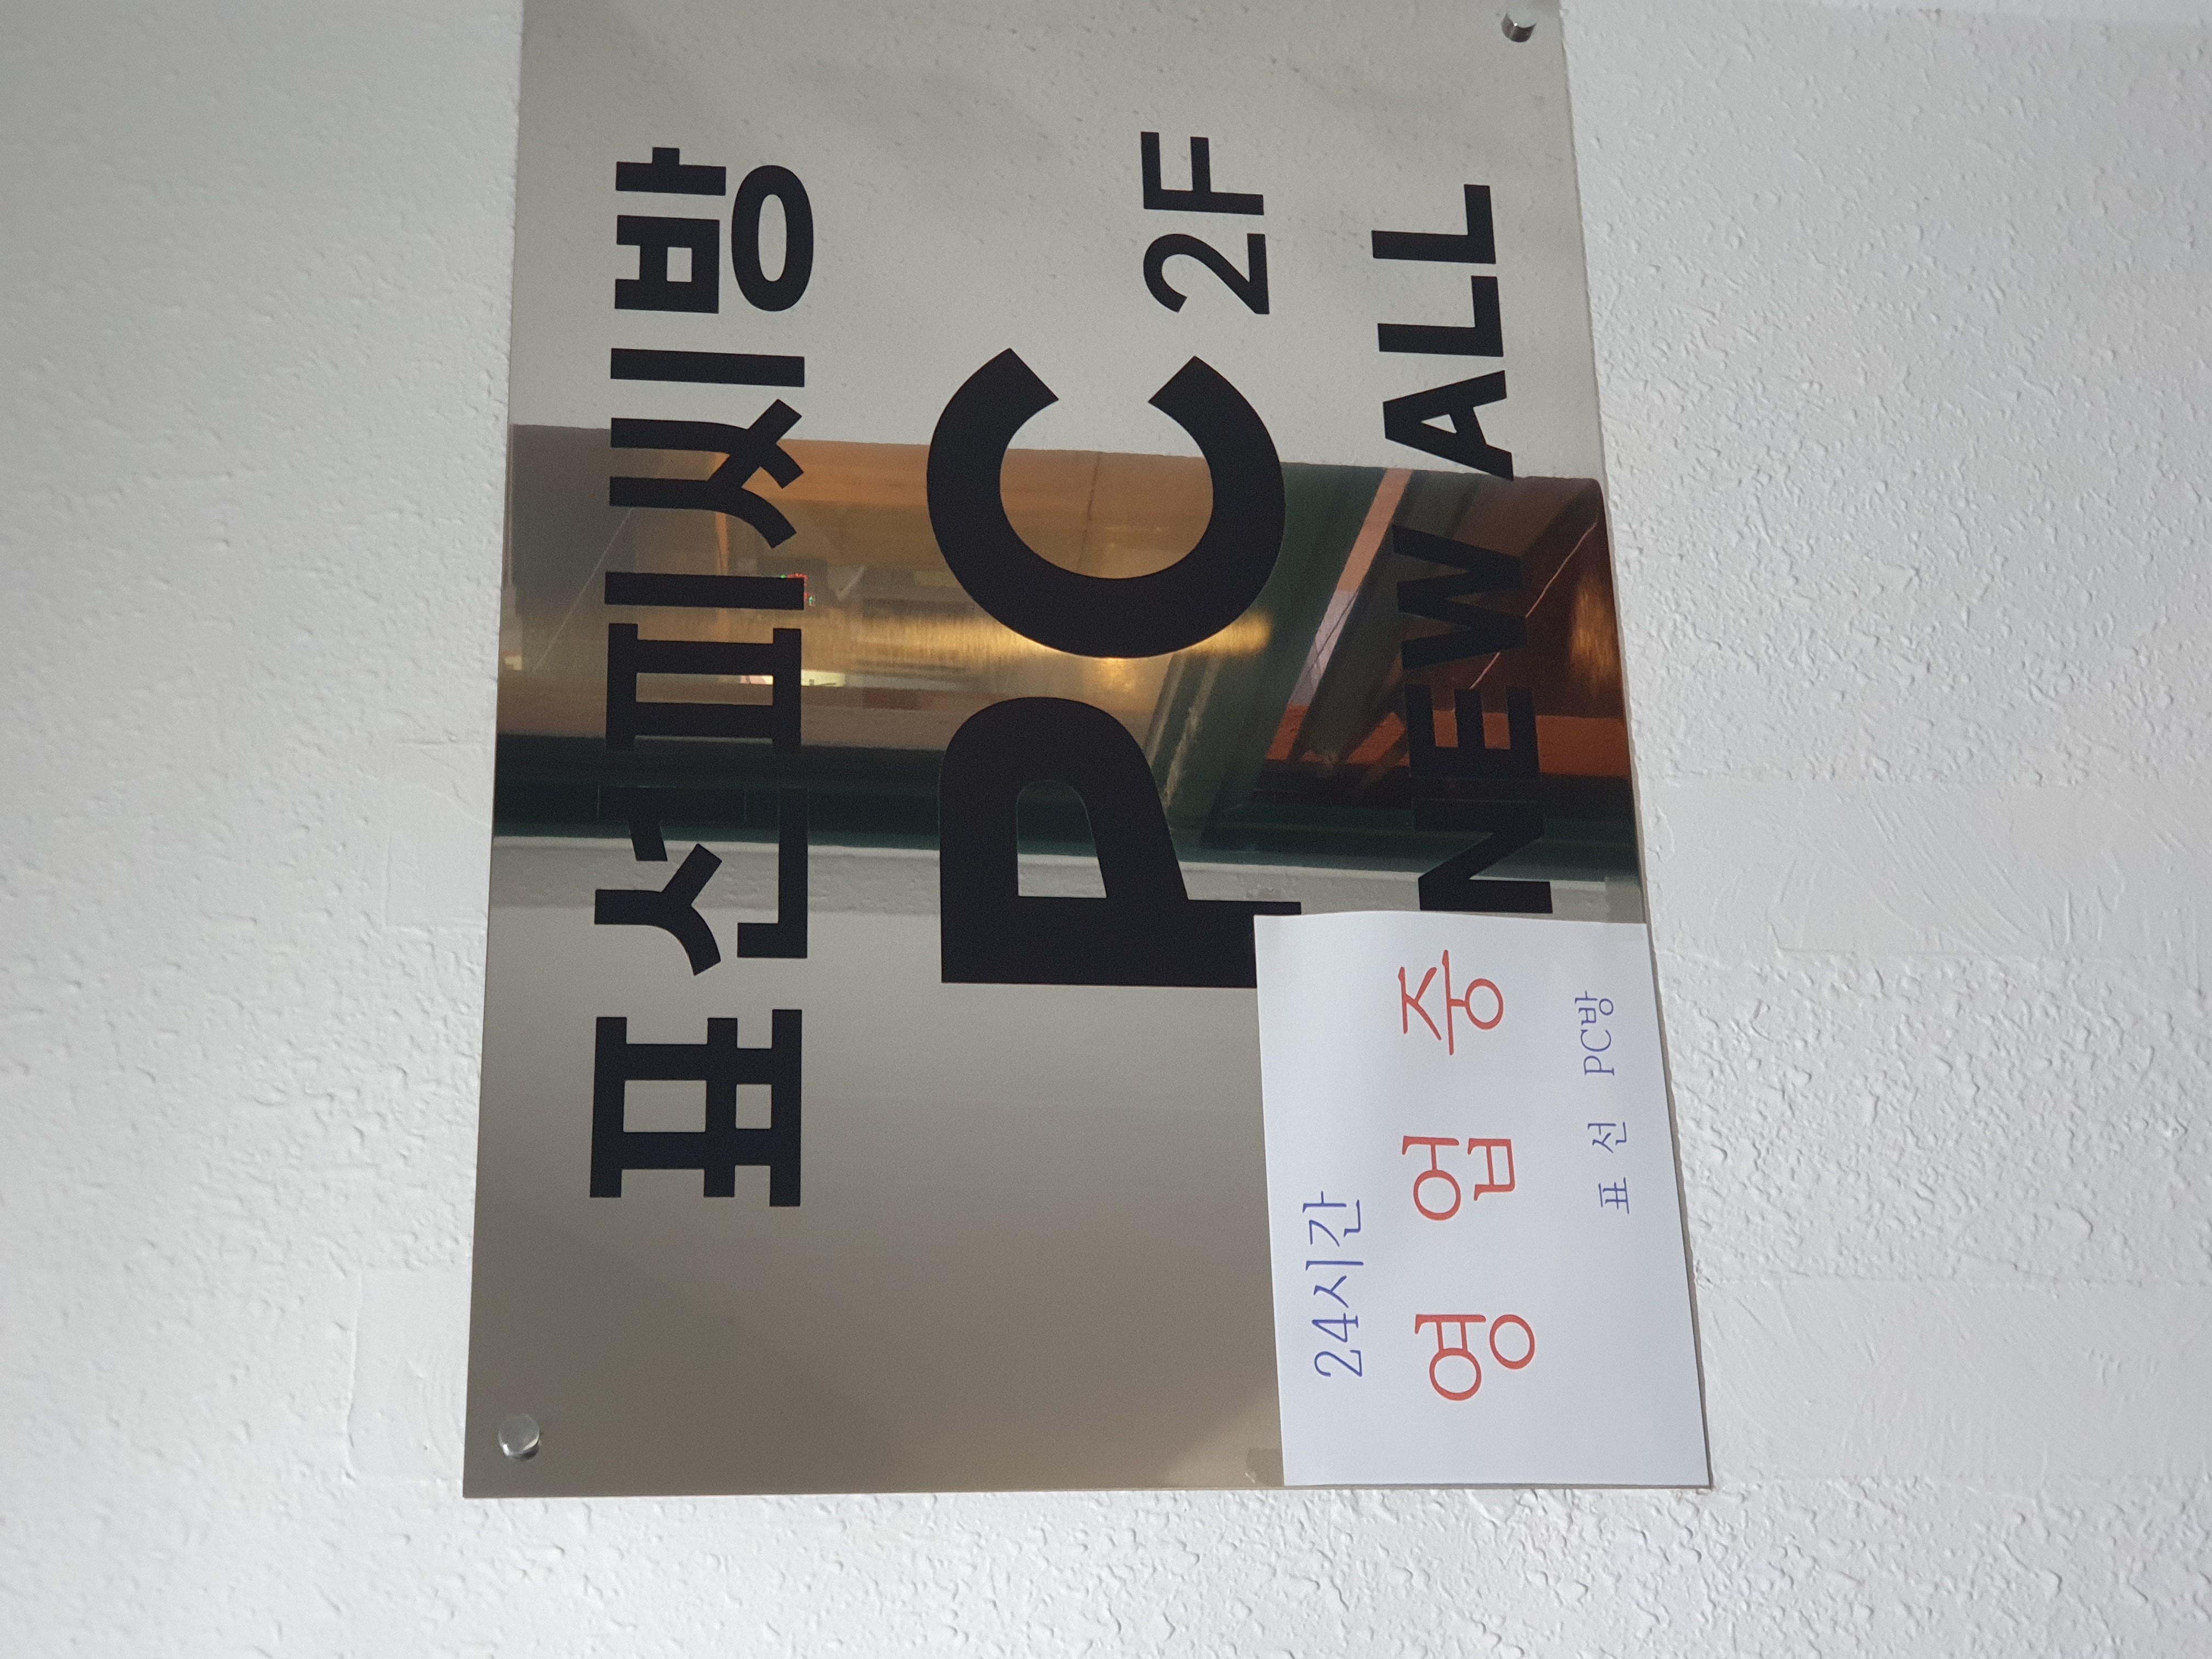 표선피씨방
PC 2F
NEW ALL
24시간
영 업 중
표 선 PC방